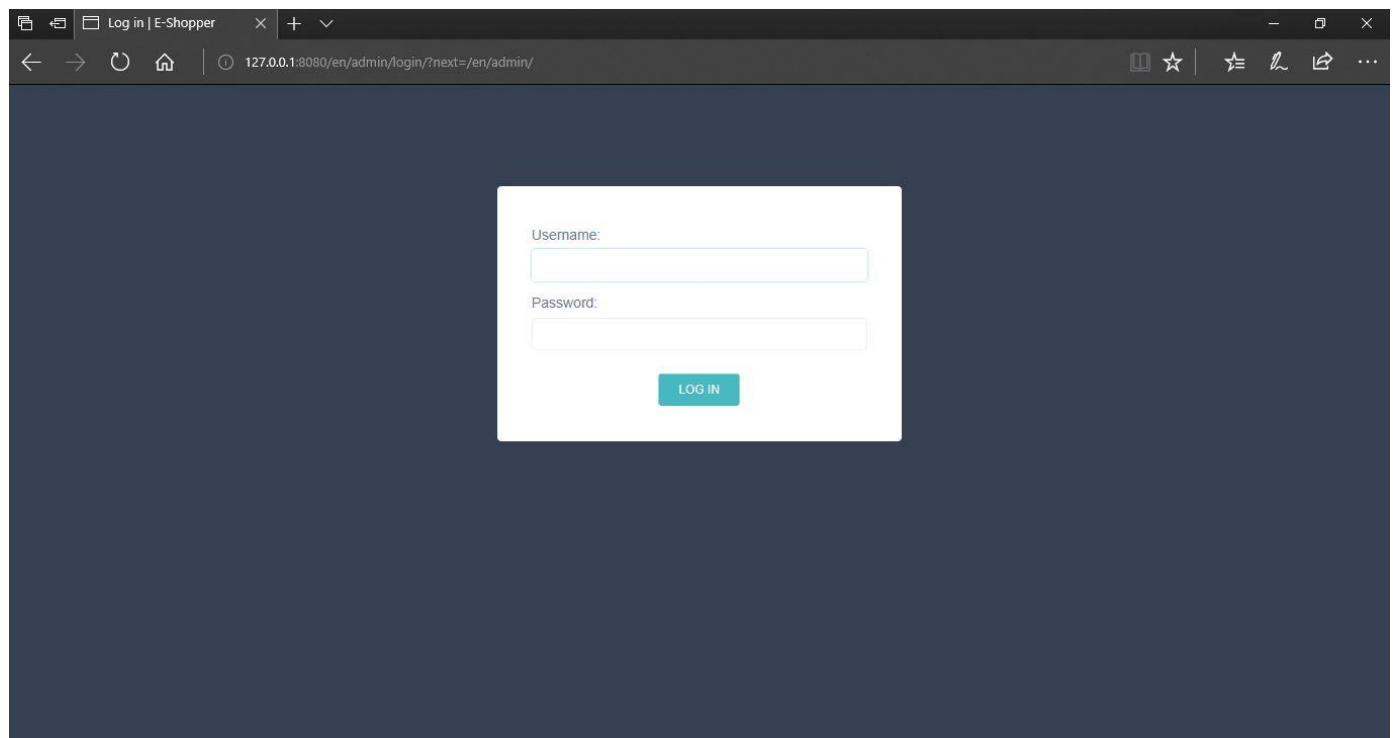 Log in | E-Shopper
127.0.0.1:8080/en/admin/login/?next=/en/admin/
Username:
Password:
LOG IN